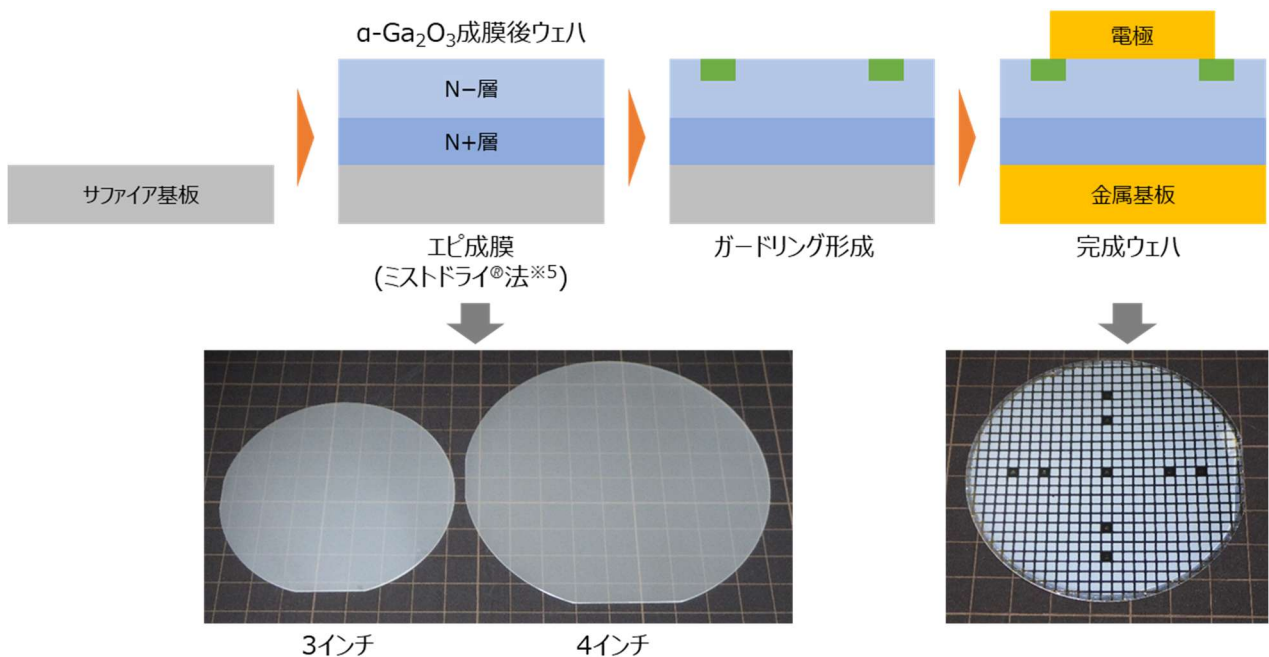 α-Ga₂O₃成膜後ウェハ
電極
N−層
N+層
サファイア基板
金属基板
エピ成膜
(ミストドライ®法※5)
ガードリング形成
完成ウェハ
3インチ
4インチ